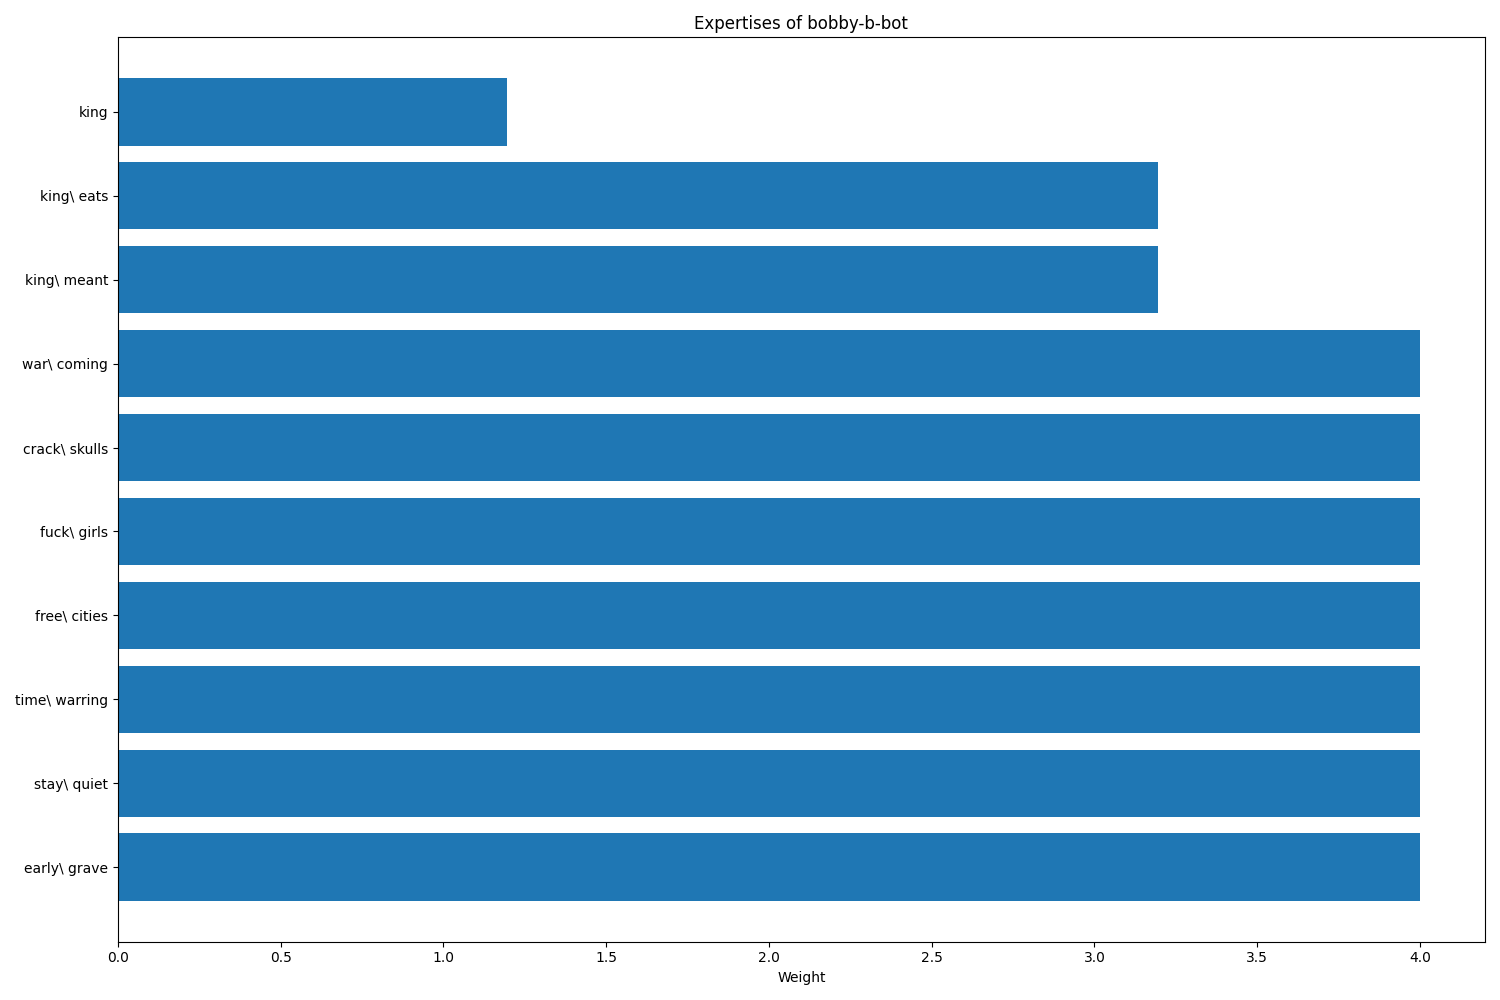 Expertises of bobby-b-bot
king
king\ eats
king\ meant
war\ coming
crack\ skulls
fuck\ girls
free\ cities
time\ warring
stay\ quiet
early\ grave
0.0 0.5 1.0 1.5 2.0 2.5 3.0 3.5 4.0
Weight